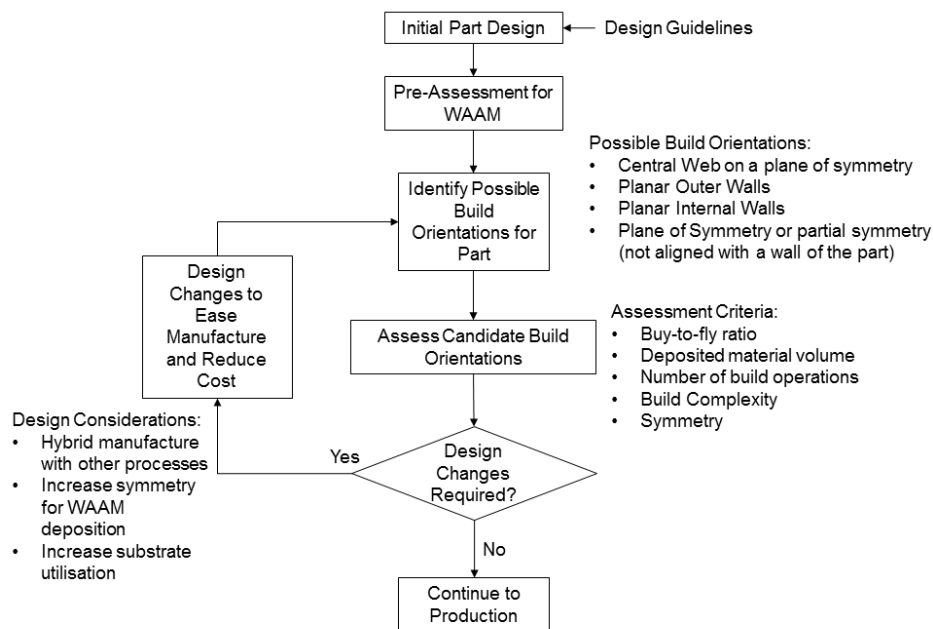 Initial Part Design
Design Guidelines
Pre-Assessment for
WAAM
Possible Build Orientations:
• Central Web on a plane of symmetry
• Planar Outer Walls
• Planar Internal Walls
• Plane of Symmetry or partial symmetry
(not aligned with a wall of the part)
Identify Possible
Build
Orientations for
Part
Design
Changes to
Ease
Manufacture
and Reduce
Cost
Assess Candidate Build
Orientations
Assessment Criteria:
• Buy-to-fly ratio
• Deposited material volume
• Number of build operations
• Build Complexity
• Symmetry
Design Considerations:
• Hybrid manufacture
with other processes
• Increase symmetry
for WAAM
deposition
• Increase substrate
utilisation
Yes
Design
Changes
Required?
No
Continue to
Production